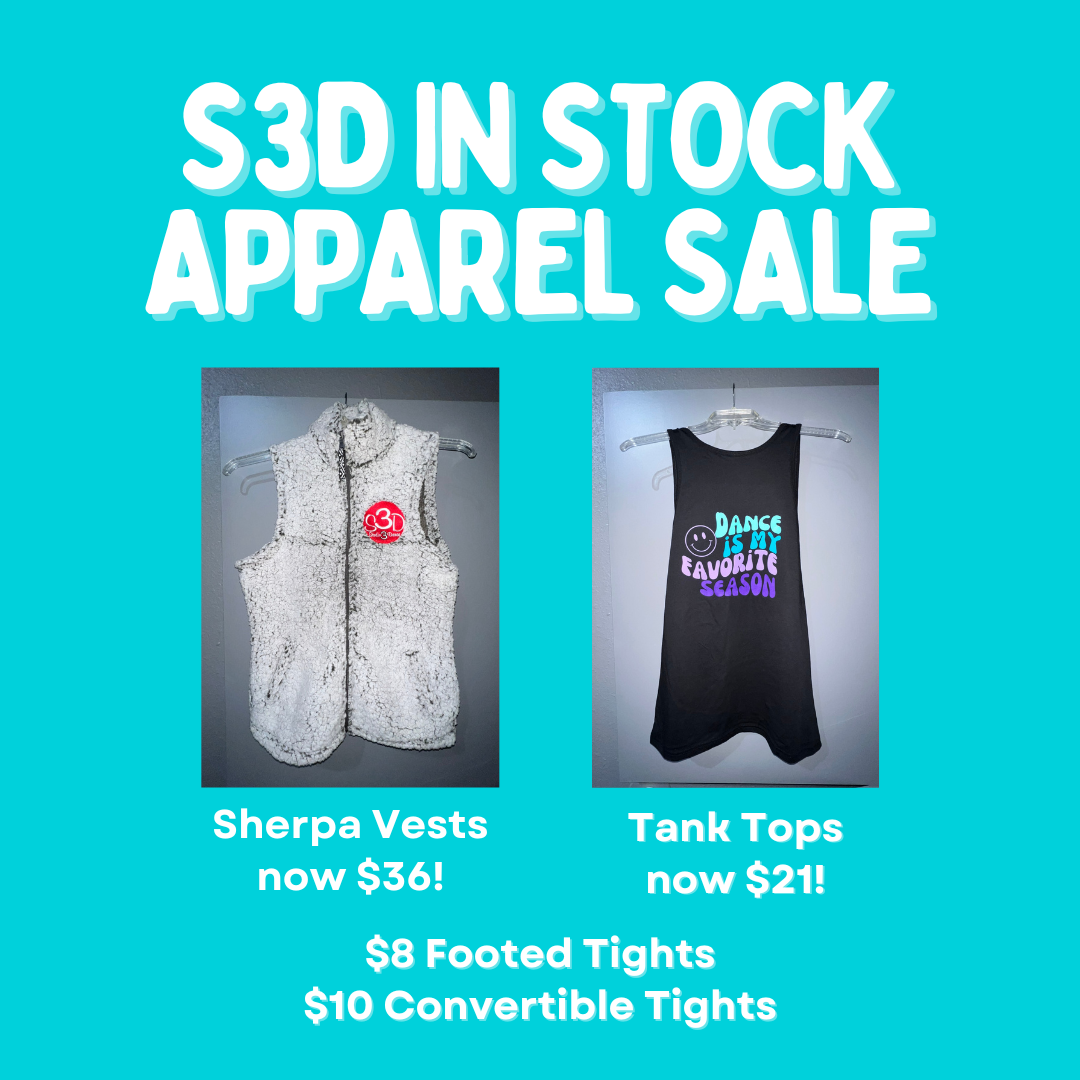 S3D IN STOCK
APPAREL SALE
S3D
DANCE
IS MY
FAVORITE
SEASON
Sherpa Vests
now $36!
Tank Tops
now $21!
$8 Footed Tights
$10 Convertible Tights